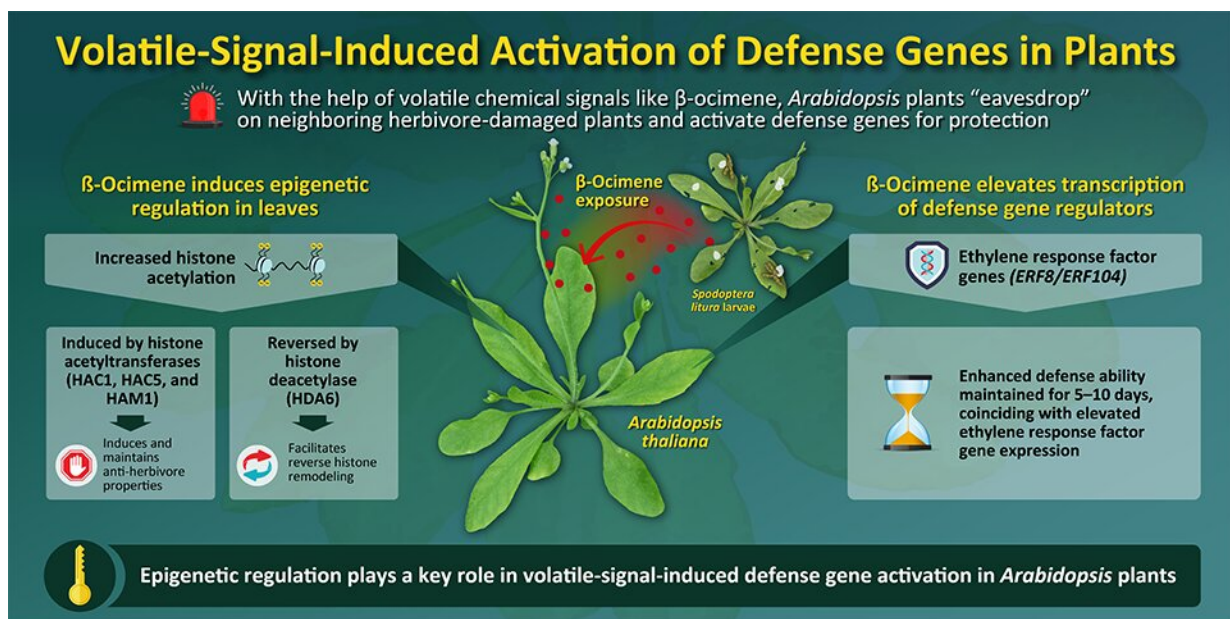 Volatile-Signal-Induced Activation of Defense Genes in Plants
With the help of volatile chemical signals like β-ocimene, Arabidopsis plants “eavesdrop”
on neighboring herbivore-damaged plants and activate defense genes for protection
ß-Ocimene induces epigenetic
regulation in leaves
Increased histone
acetylation
Induced by histone
acetyltransferases
(HAC1, HAC5, and
HAM1)
Induces and
maintains
anti-herbivore
properties
Reversed by
histone
deacetylase
(HDA6)
Facilitates
reverse histone
remodeling
β-Ocimene
exposure
Spodoptera
litura larvae
Arabidopsis
thaliana
ß-Ocimene elevates transcription
of defense gene regulators
Ethylene response factor
genes (ERF8/ERF104)
Enhanced defense ability
maintained for 5–10 days,
coinciding with elevated
ethylene response factor
gene expression
Epigenetic regulation plays a key role in volatile-signal-induced defense gene activation in Arabidopsis plants